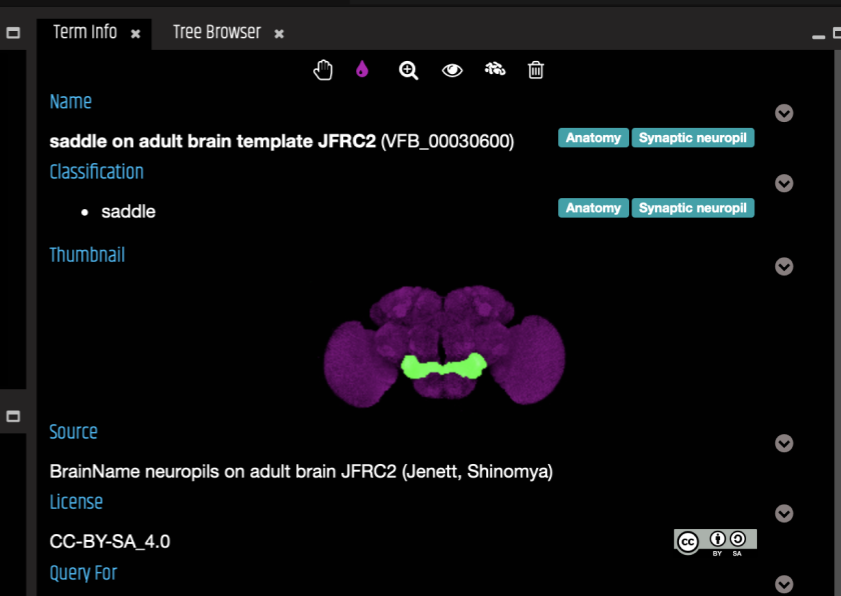 Term Info × Tree Browser ×
Name
saddle on adult brain template JFRC2 (VFB_00030600) Anatomy Synaptic neuropil
Classification
• saddle Anatomy Synaptic neuropil
Thumbnail
Source
BrainName neuropils on adult brain JFRC2 (Jenett, Shinomya)
License
CC-BY-SA_4.0 cc BY SA
Query For